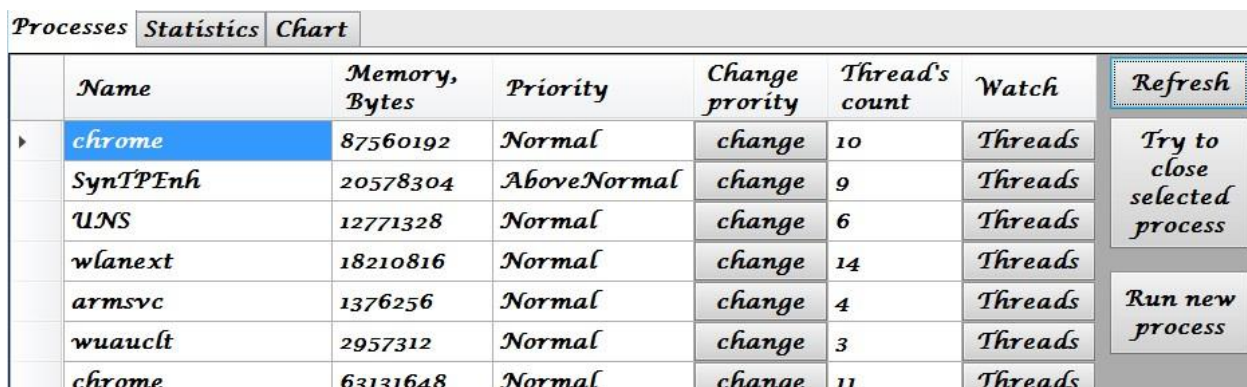 Processes Statistics Chart
Name Memory, Bytes Priority Change prority Thread's count Watch Refresh
chrome 87560192 Normal change 10 Threads Try to close selected process
SynTPEnh 20578304 AboveNormal change 9 Threads
UNS 12771328 Normal change 6 Threads
wlanext 18210816 Normal change 14 Threads
armsvc 1376256 Normal change 4 Threads Run new process
wuauclt 2957312 Normal change 3 Threads
chrome 63131648 Normal change 11 Threads